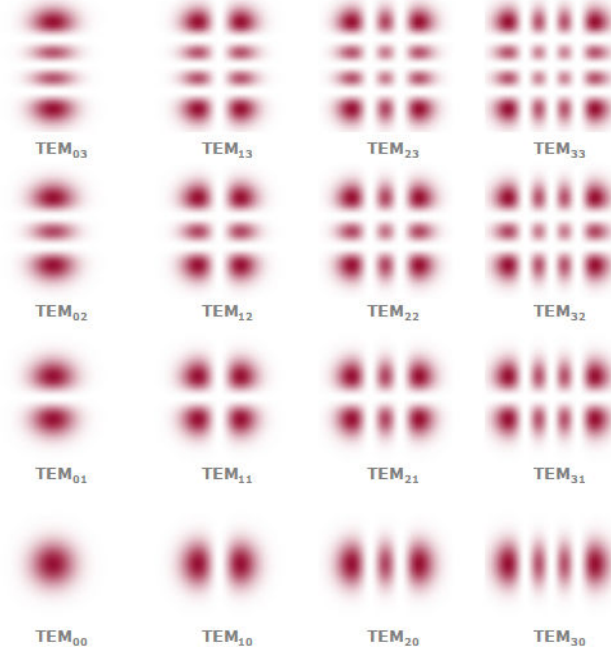 TEM₀₃ TEM₁₃ TEM₂₃ TEM₃₃
TEM₀₂ TEM₁₂ TEM₂₂ TEM₃₂
TEM₀₁ TEM₁₁ TEM₂₁ TEM₃₁
TEM₀₀ TEM₁₀ TEM₂₀ TEM₃₀